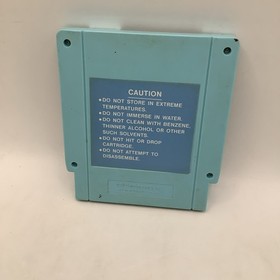 CAUTION
●DO NOT STORE IN EXTREME
TEMPERATURES.
●DO NOT IMMERSE IN WATER.
●DO NOT CLEAN WITH BENZENE,
THINNER ALCOHOL OR OTHER
SUCH SOLVENTS.
●DO NOT HIT OR DROP
CARTRIDGE.
●DO NOT ATTEMPT TO
DISASSEMBLE.